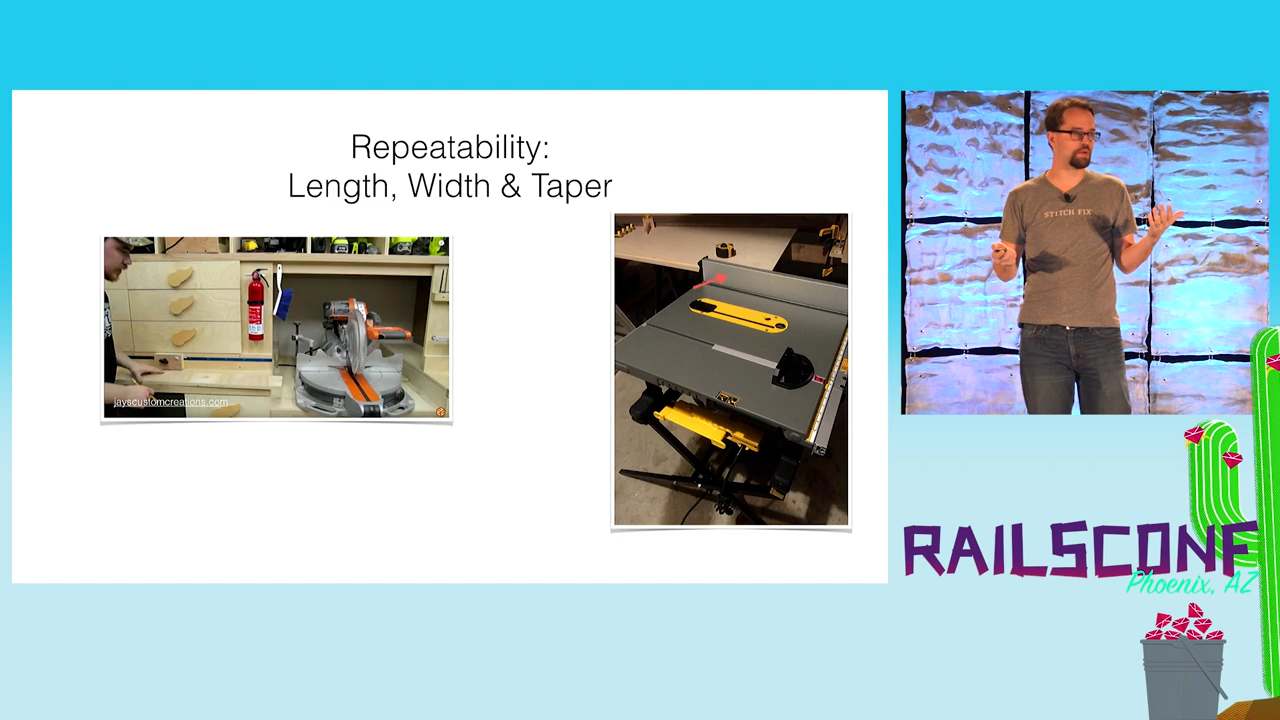 Repeatability:
Length, Width & Taper
jayscustomcreations.com
STITCH FIX
RAILSCONF
Phoenix, AZ